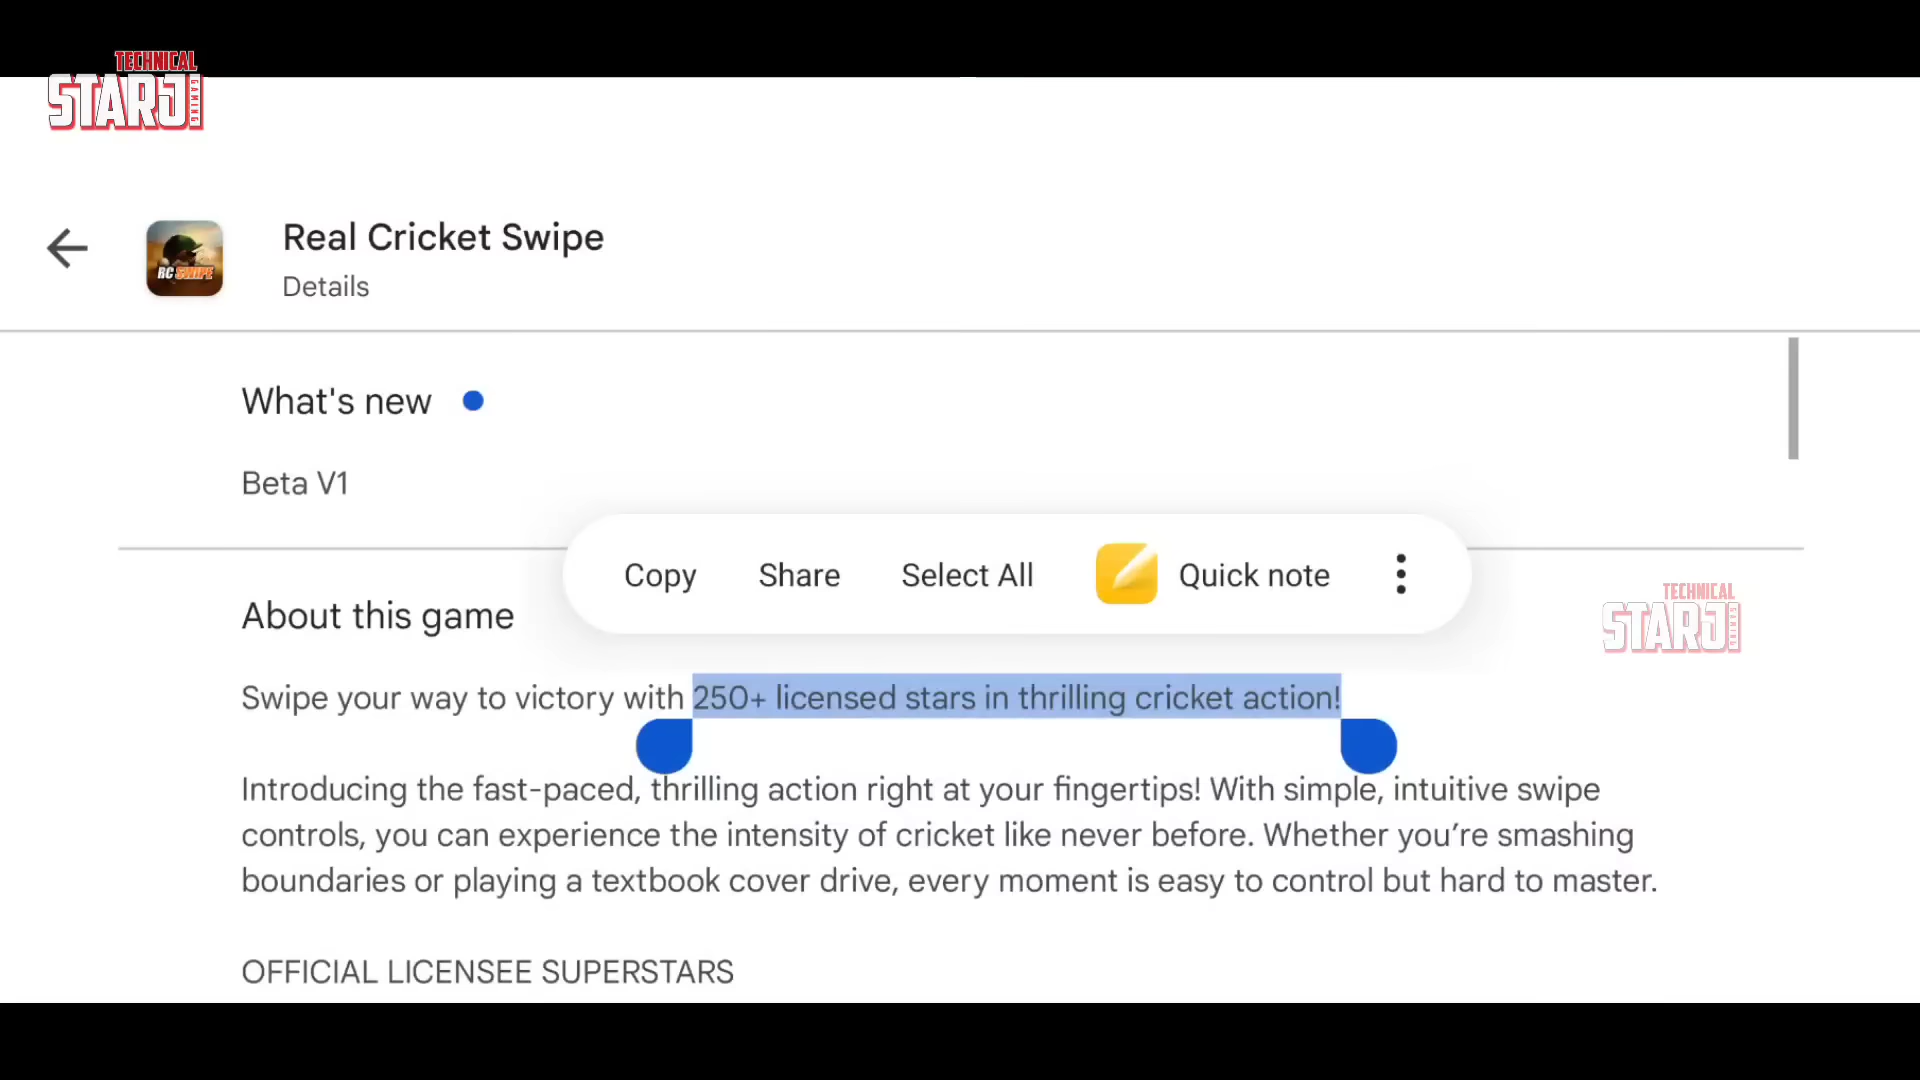 TECHNICAL
STARJI
GAMING
Real Cricket Swipe
RC SWIPE
Details
What's new
Beta V1
Copy
Share
Select All
Quick note
About this game
TECHNICAL
STARJI
GAMING
Swipe your way to victory with 250+ licensed stars in thrilling cricket action!
Introducing the fast-paced, thrilling action right at your fingertips! With simple, intuitive swipe
controls, you can experience the intensity of cricket like never before. Whether you’re smashing
boundaries or playing a textbook cover drive, every moment is easy to control but hard to master.
OFFICIAL LICENSEE SUPERSTARS